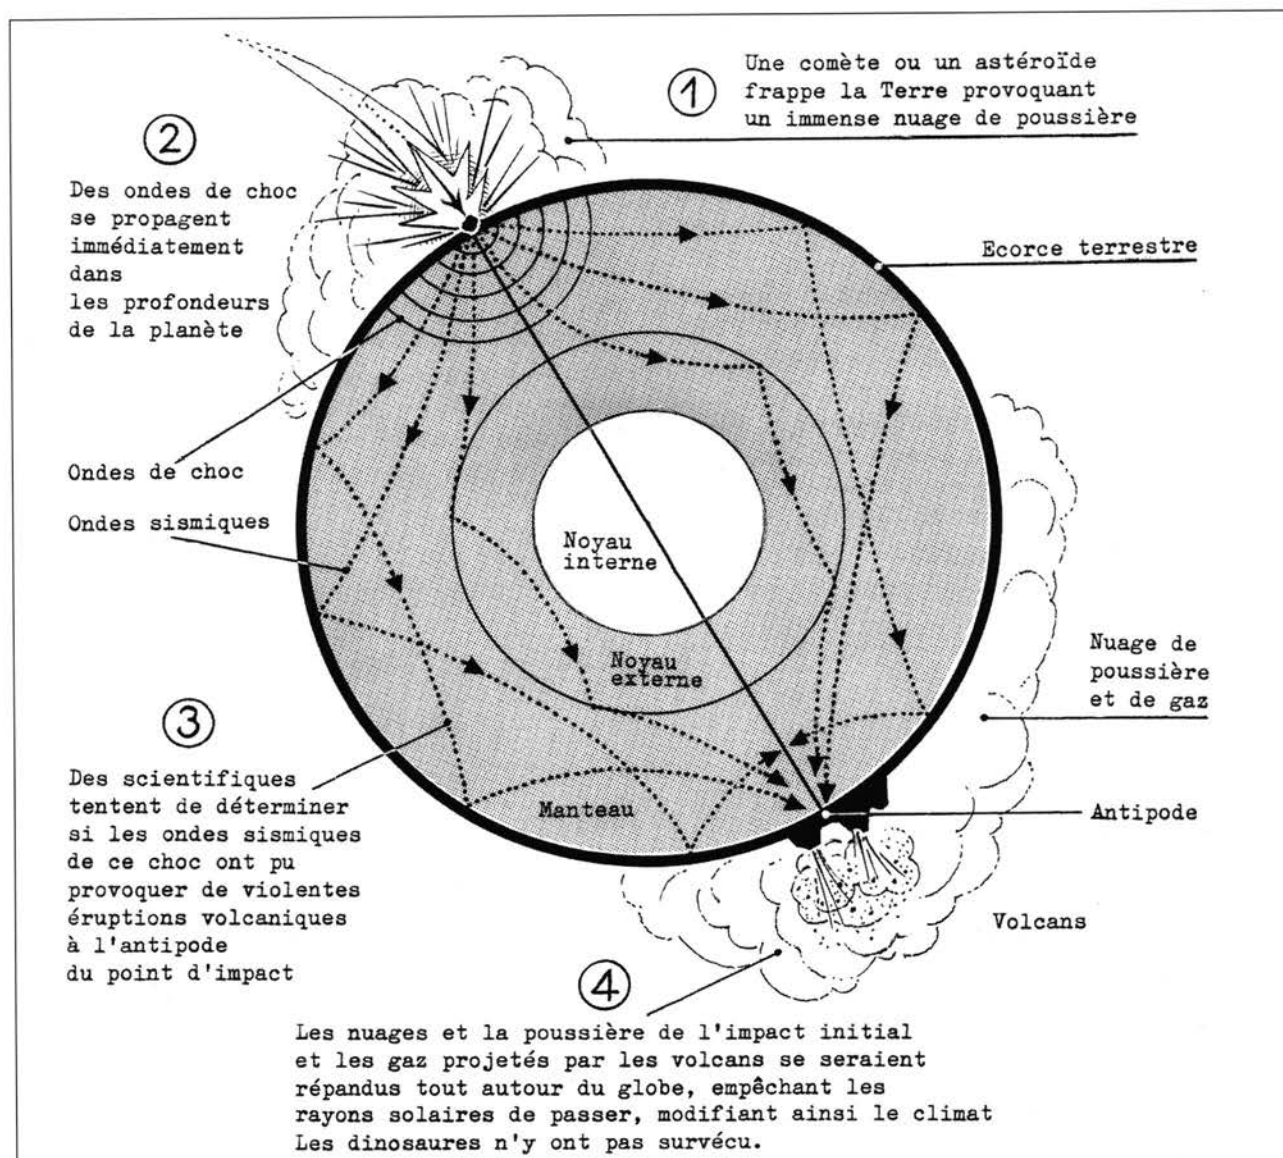 ①
Une comète ou un astéroïde
frappe la Terre provoquant
un immense nuage de poussière
②
Des ondes de choc
se propagent
immédiatement
dans
les profondeurs
de la planète
Ecorce terrestre
Ondes de choc
Ondes sismiques
Noyau
interne
Noyau
externe
Nuage de
poussière
et de gaz
③
Des scientifiques
tentent de déterminer
si les ondes sismiques
de ce choc ont pu
provoquer de violentes
éruptions volcaniques
à l'antipode
du point d'impact
Manteau
Antipode
Volcans
④
Les nuages et la poussière de l'impact initial
et les gaz projetés par les volcans se seraient
répandus tout autour du globe, empêchant les
rayons solaires de passer, modifiant ainsi le climat
Les dinosaures n'y ont pas survécu.